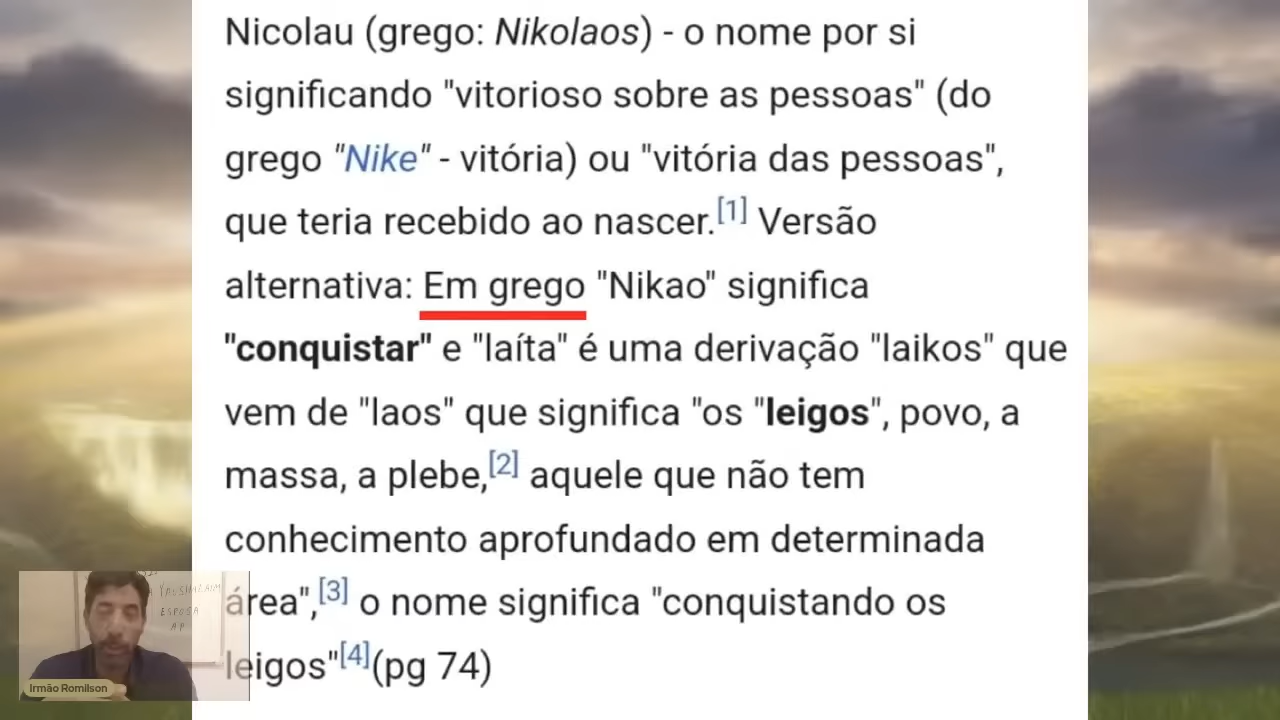 Nicolau (grego: Nikolaos) - o nome por si
significando "vitorioso sobre as pessoas" (do
grego "Nike" - vitória) ou "vitória das pessoas",
que teria recebido ao nascer.[1] Versão
alternativa: Em grego "Nikao" significa
"conquistar" e "laíta" é uma derivação "laikos" que
vem de "laos" que significa "os "leigos", povo, a
massa, a plebe,[2] aquele que não tem
conhecimento aprofundado em determinada
área",[3] o nome significa "conquistando os
leigos"[4](pg 74)
ESPOSA
Irmão Romilson